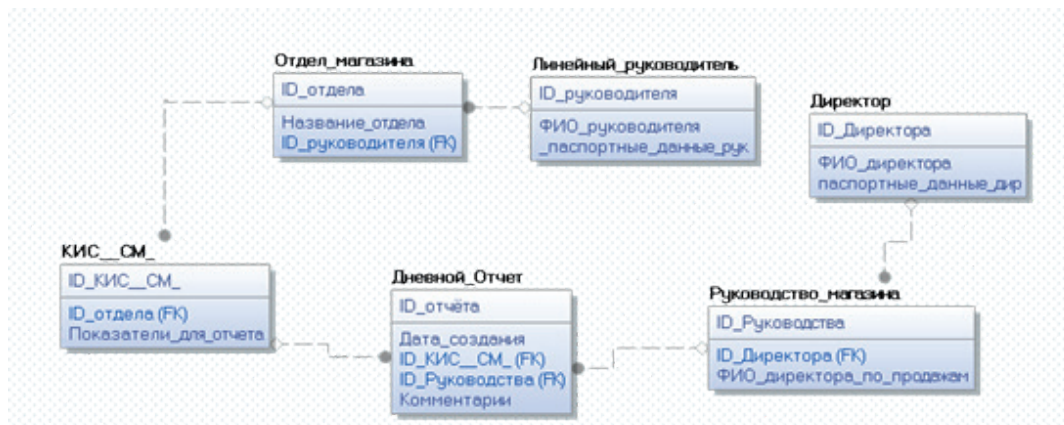 Отдел_магазина
ID_отдела
Название_отдела
ID_руководителя (FK)
Линейный_руководитель
ID_руководителя
ФИО_руководителя
_паспортные_данные_рук
Директор
ID_Директора
ФИО_директора
паспортные_данные_дир
КИС__СМ_
ID_КИС__СМ_
ID_отдела (FK)
Показатели_для_отчета
Дневной_Отчет
ID_отчёта
Дата_создания
ID_КИС__СМ_ (FK)
ID_Руководства (FK)
Комментарии
Руководство_магазина
ID_Руководства
ID_Директора (FK)
ФИО_директора_по_продажам